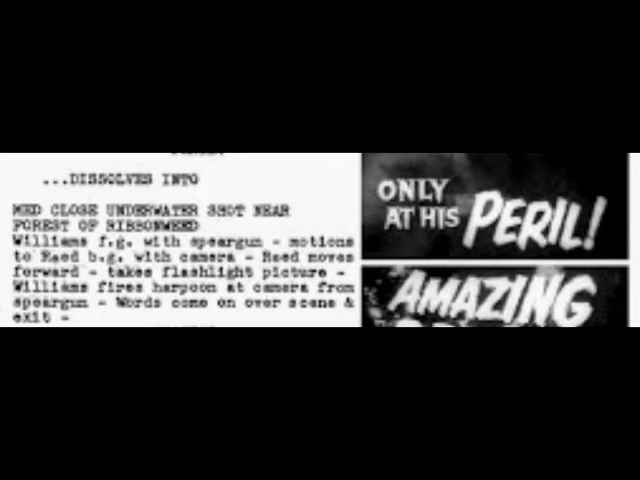 ...DISSOLVES INTO
MED CLOSE UNDERWATER SHOT NEAR
FOREST OF RIBBONWEED
Williams f.g. with speargun - motions
to Reed b.g. with camera - Reed moves
forward - takes flashlight picture -
Williams fires harpoon at camera from
speargun - Words come on over scene &
exit -
ONLY
AT HIS PERIL!
AMAZING